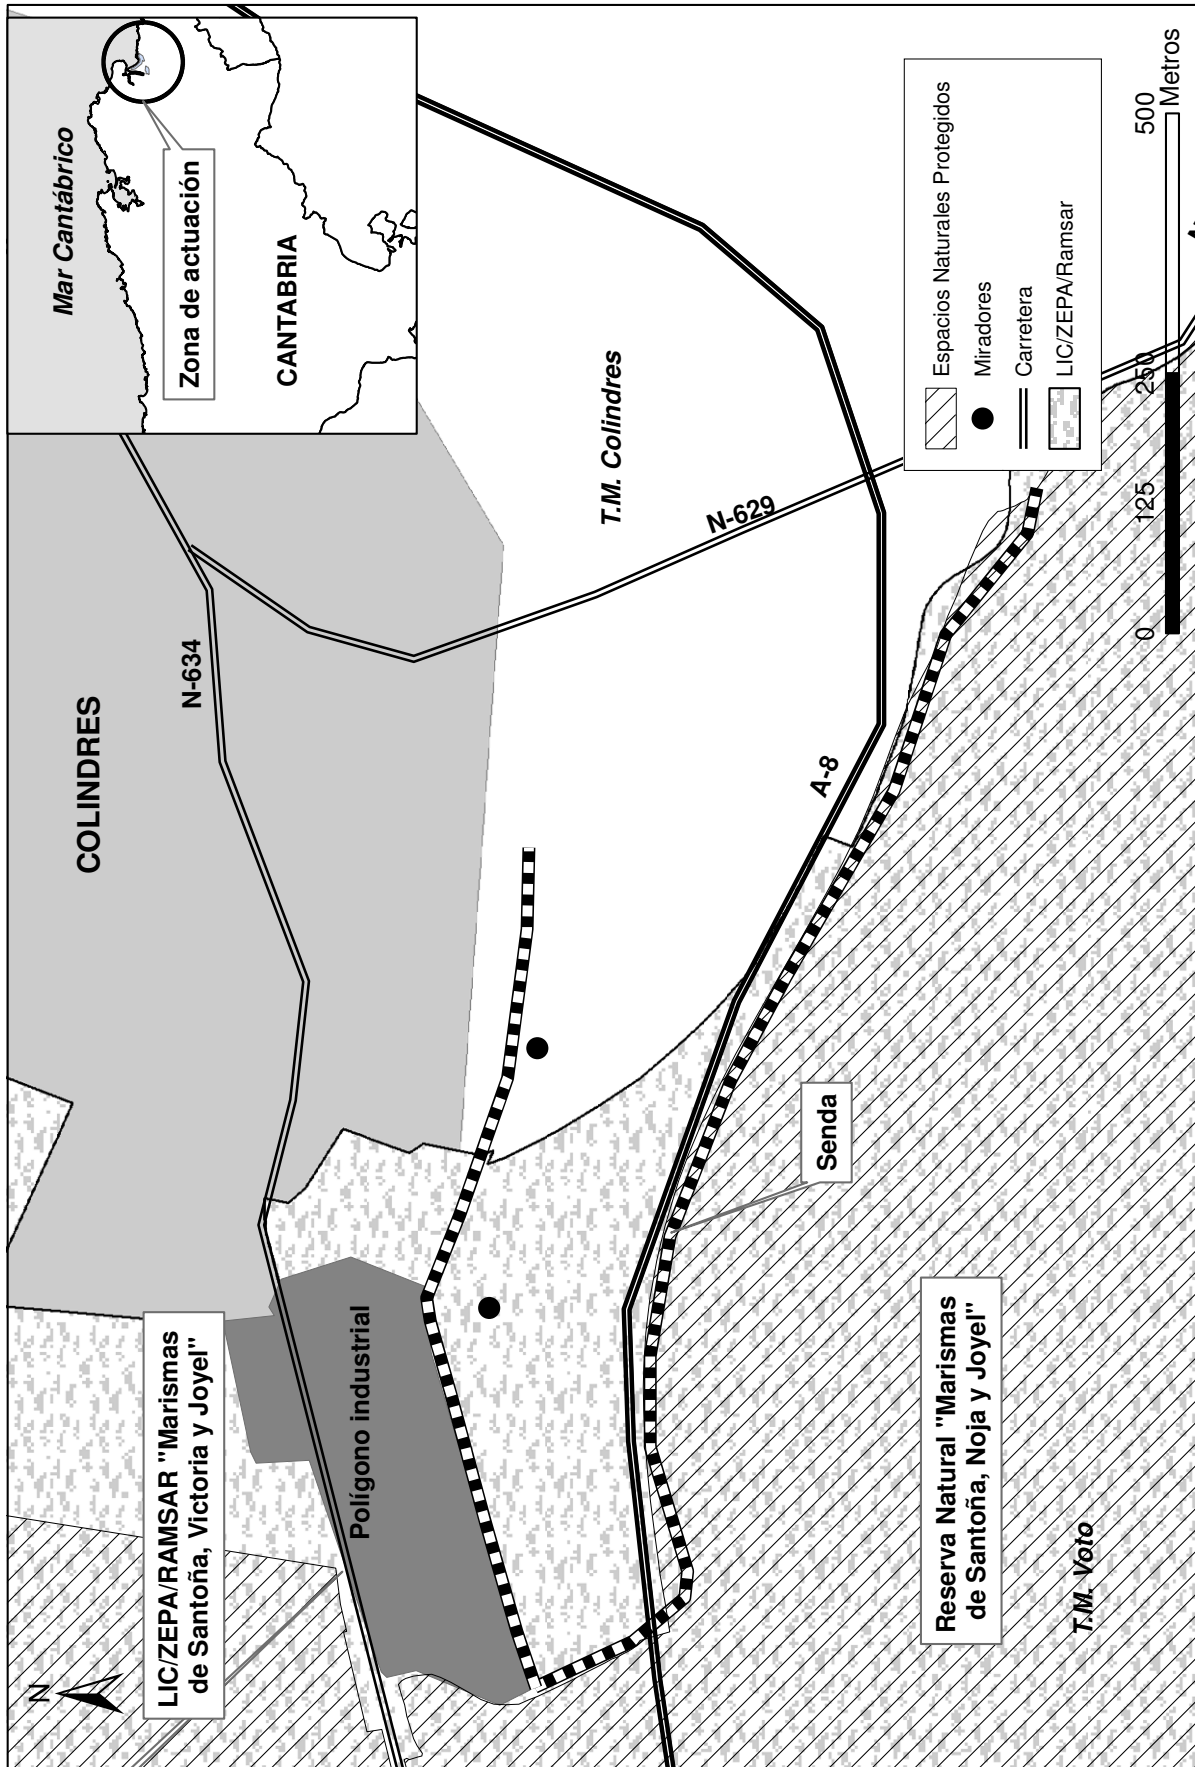 N
LIC/ZEPA/RAMSAR "Marismas
de Santoña, Victoria y Joyel"
COLINDRES
N-634
Mar Cantábrico
Zona de actuación
CANTABRIA
Polígono industrial
T.M. Colindres
N-629
A-8
Senda
Reserva Natural "Marismas
de Santoña, Noja y Joyel"
T.M. Voto
Espacios Naturales Protegidos
Miradores
Carretera
LIC/ZEPA/Ramsar
0 125 250 500
Metros